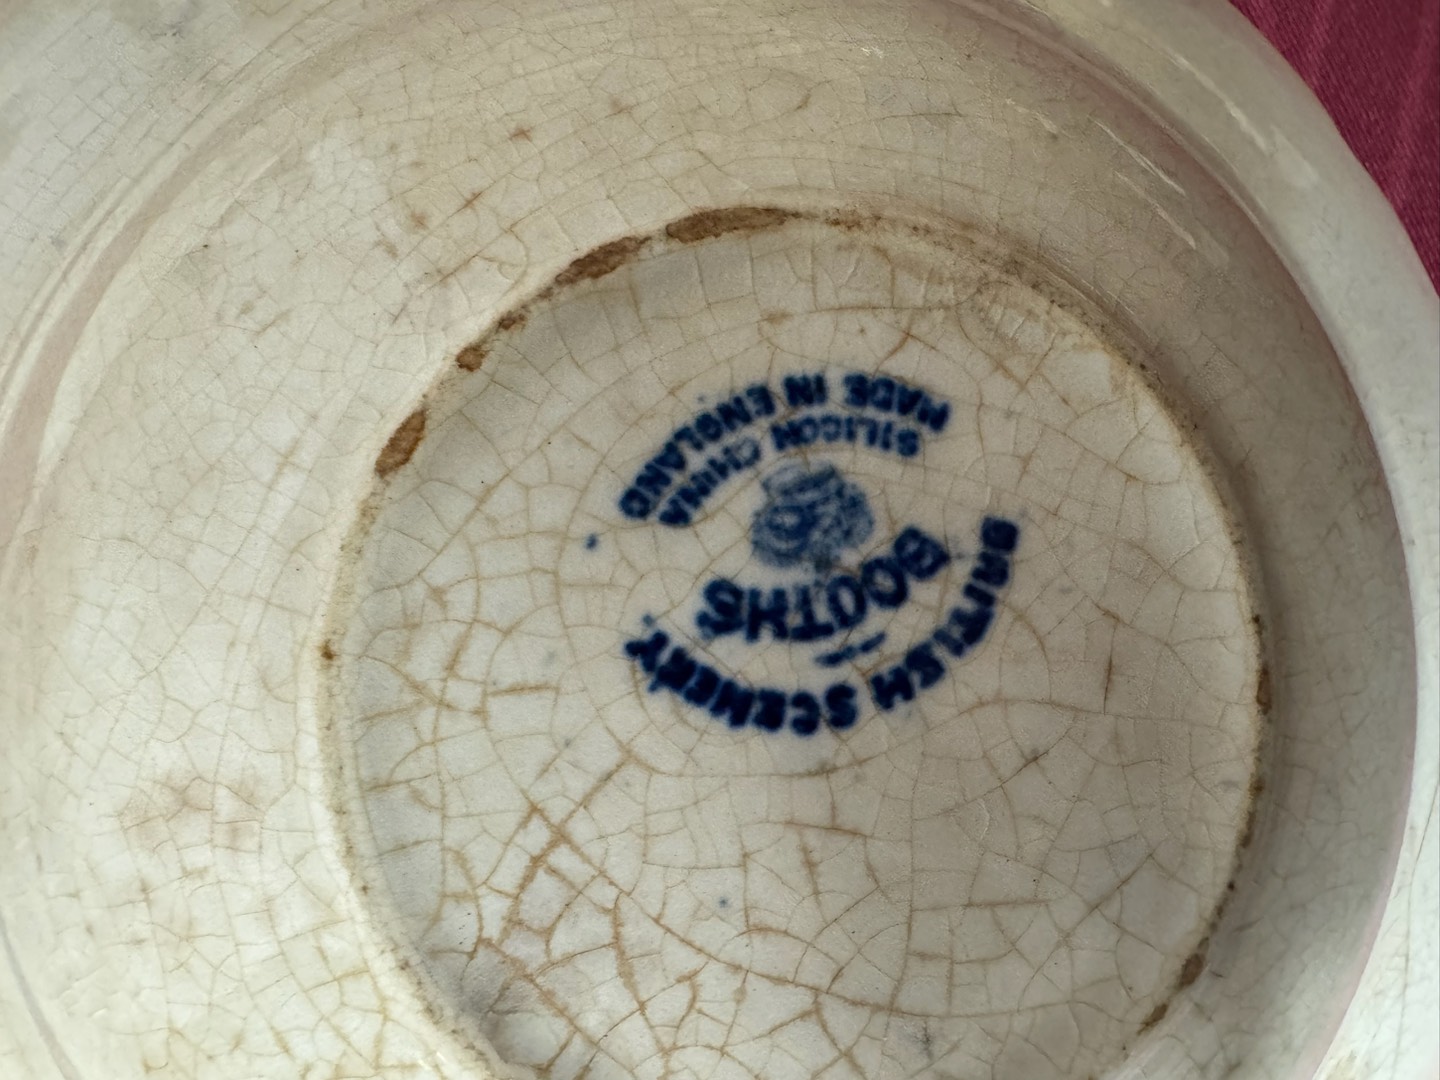 BRITISH SCENERY
BOOTHS
SILICON CHINA
MADE IN ENGLAND